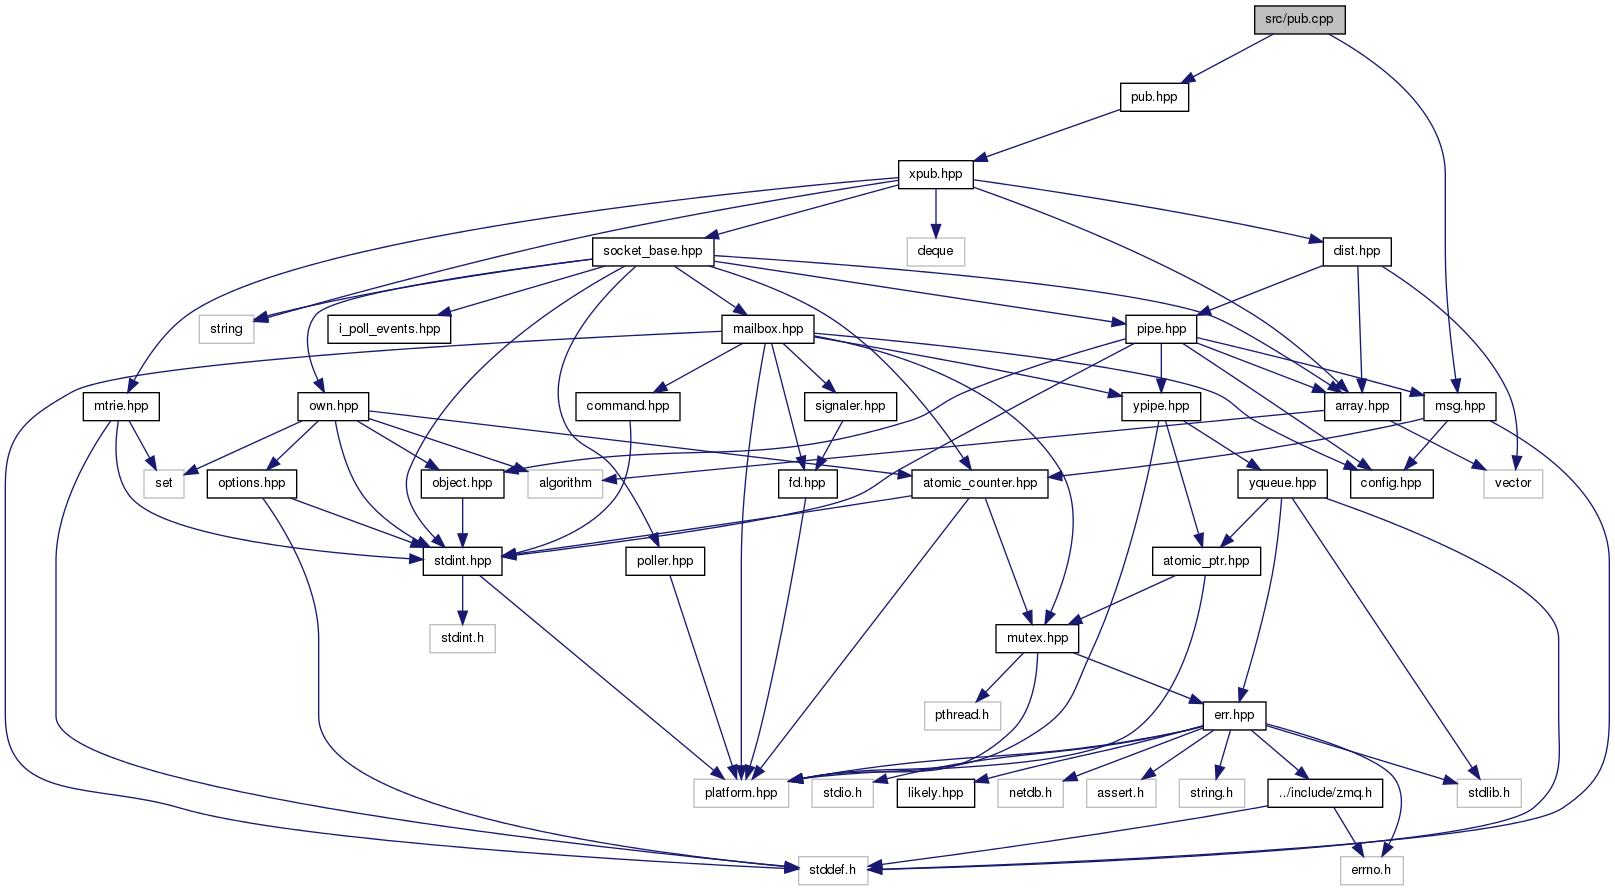 src/pub.cpp
pub.hpp
xpub.hpp
socket_base.hpp
deque
dist.hpp
string
i_poll_events.hpp
mailbox.hpp
pipe.hpp
mtrie.hpp
own.hpp
command.hpp
signaler.hpp
ypipe.hpp
array.hpp
msg.hpp
set
options.hpp
object.hpp
algorithm
fd.hpp
atomic_counter.hpp
yqueue.hpp
config.hpp
vector
stdint.hpp
poller.hpp
atomic_ptr.hpp
stdint.h
mutex.hpp
pthread.h
err.hpp
platform.hpp
stdio.h
likely.hpp
netdb.h
assert.h
string.h
../include/zmq.h
stdlib.h
stddef.h
errno.h